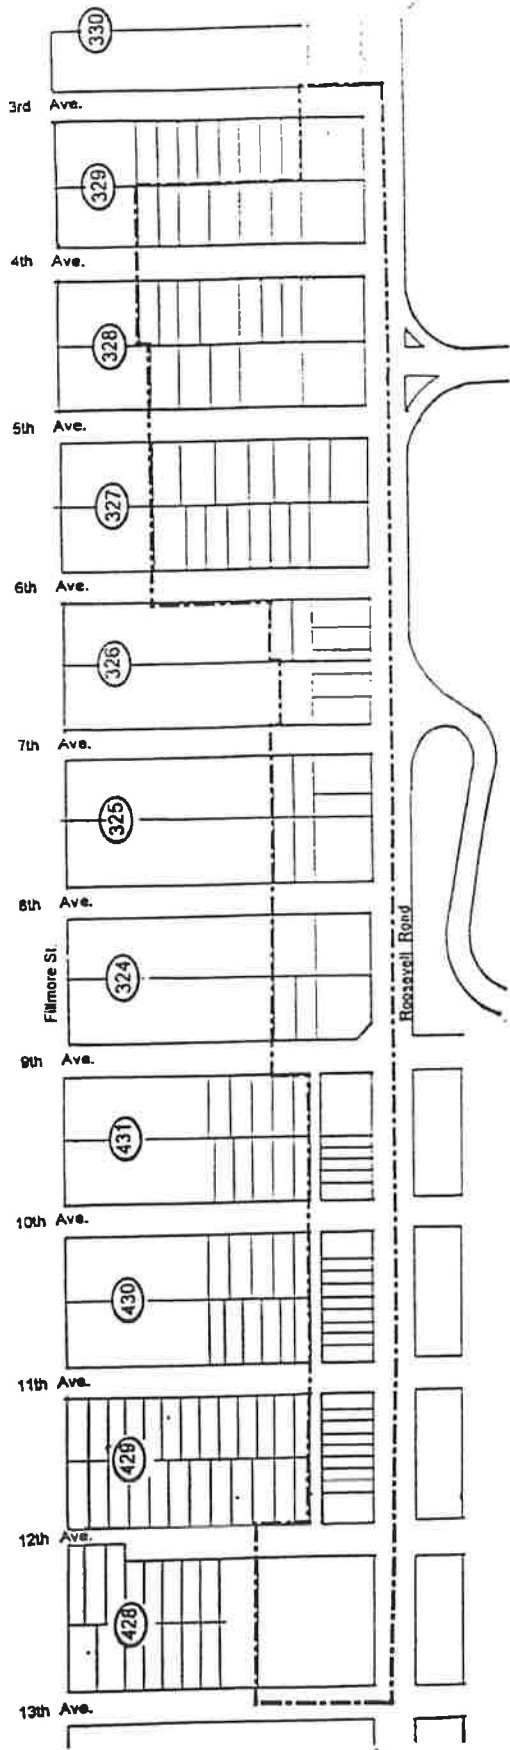 330
3rd Ave.
329
4th Ave.
328
5th Ave.
327
6th Ave.
326
7th Ave.
325
8th Ave.
324
Fillmore St.
Roosevelt Road
9th Ave.
431
10th Ave.
430
11th Ave.
429
12th Ave.
428
13th Ave.